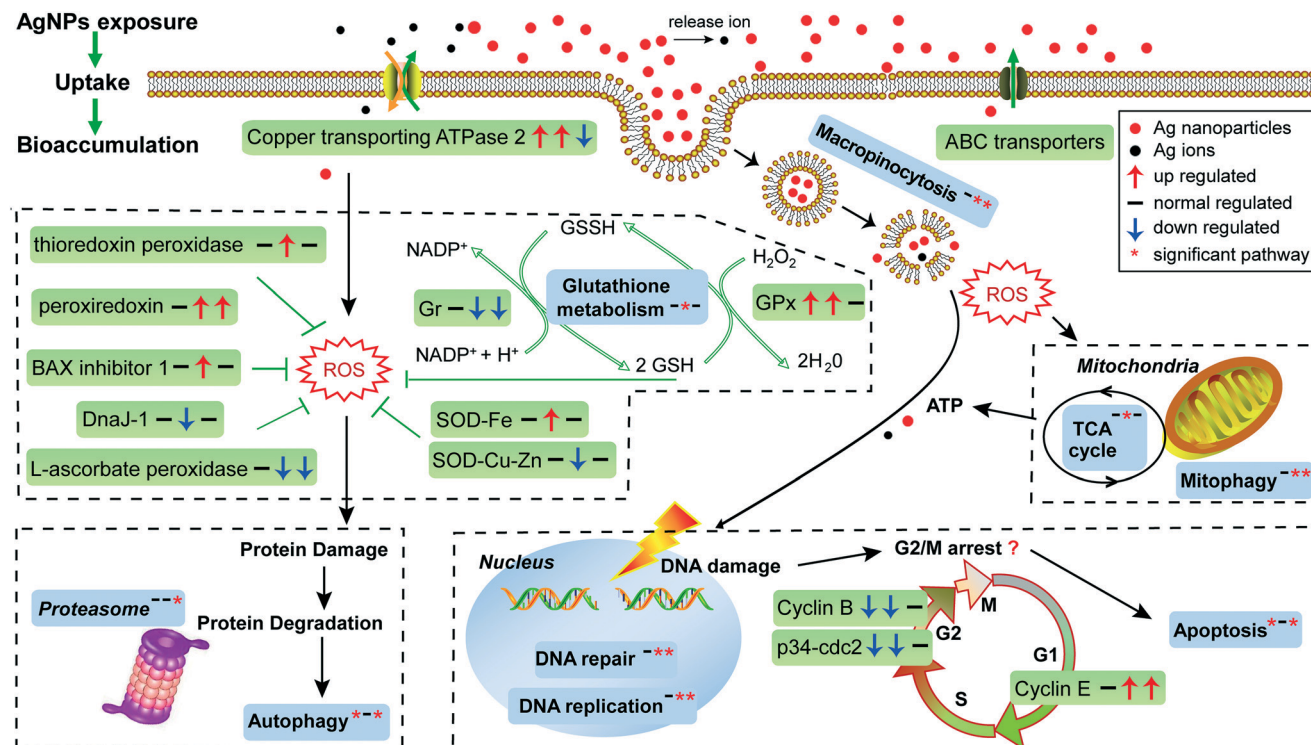 AgNPs exposure
Uptake
Bioaccumulation
release ion
Copper transporting ATPase 2 ↑ ↑ ↓
ABC transporters
Macropinocytosis -**
Ag nanoparticles
Ag ions
↑ up regulated
– normal regulated
↓ down regulated
* significant pathway
thioredoxin peroxidase – ↑ –
peroxiredoxin – ↑ ↑
BAX inhibitor 1 – ↑ –
DnaJ-1 – ↓ –
L-ascorbate peroxidase – ↓ ↓
ROS
SOD-Fe – ↑ –
SOD-Cu-Zn – ↓ –
GSSH
NADP⁺
H₂O₂
Gr – ↓ ↓
Glutathione
metabolism -*-
GPx ↑ ↑ –
NADP⁺ + H⁺
2 GSH
2H₂0
ROS
Mitochondria
ATP
TCA -*-
cycle
Mitophagy -**
Protein Damage
Proteasome --*
Protein Degradation
Autophagy *-*
Nucleus
DNA damage
DNA repair -**
DNA replication -**
G2/M arrest ?
Cyclin B ↓ ↓ –
p34-cdc2 ↓ ↓ –
M
G2
G1
S
Cyclin E – ↑ ↑
Apoptosis *-*